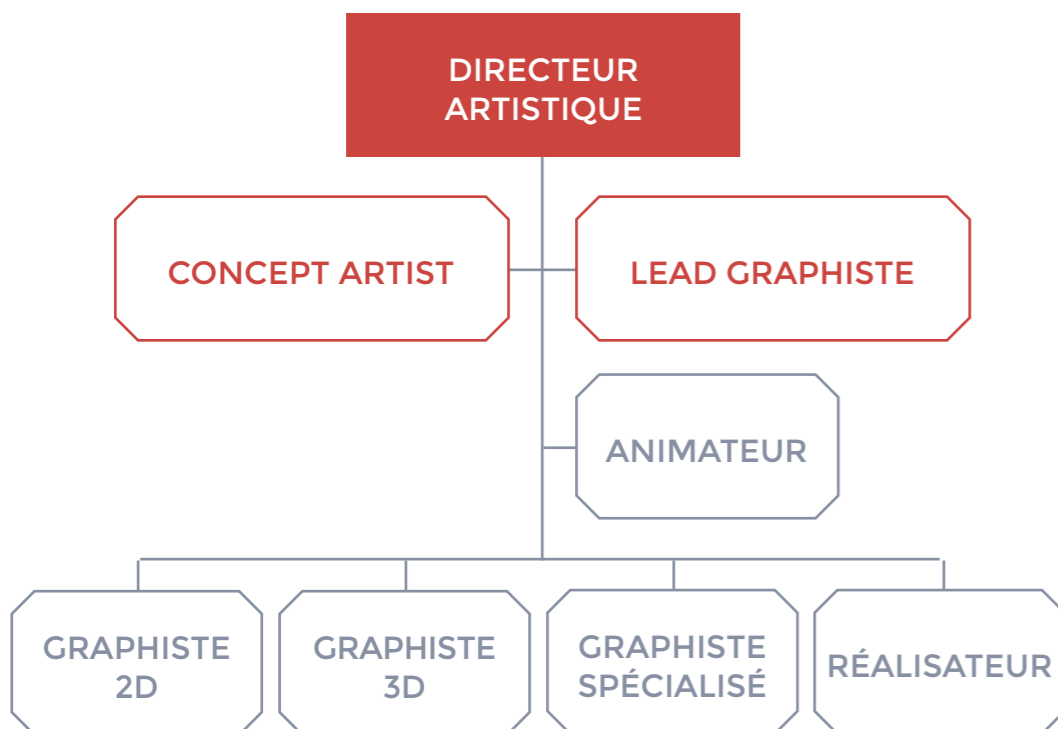 DIRECTEUR
ARTISTIQUE
CONCEPT ARTIST
LEAD GRAPHISTE
ANIMATEUR
GRAPHISTE
2D
GRAPHISTE
3D
GRAPHISTE
SPÉCIALISÉ
RÉALISATEUR